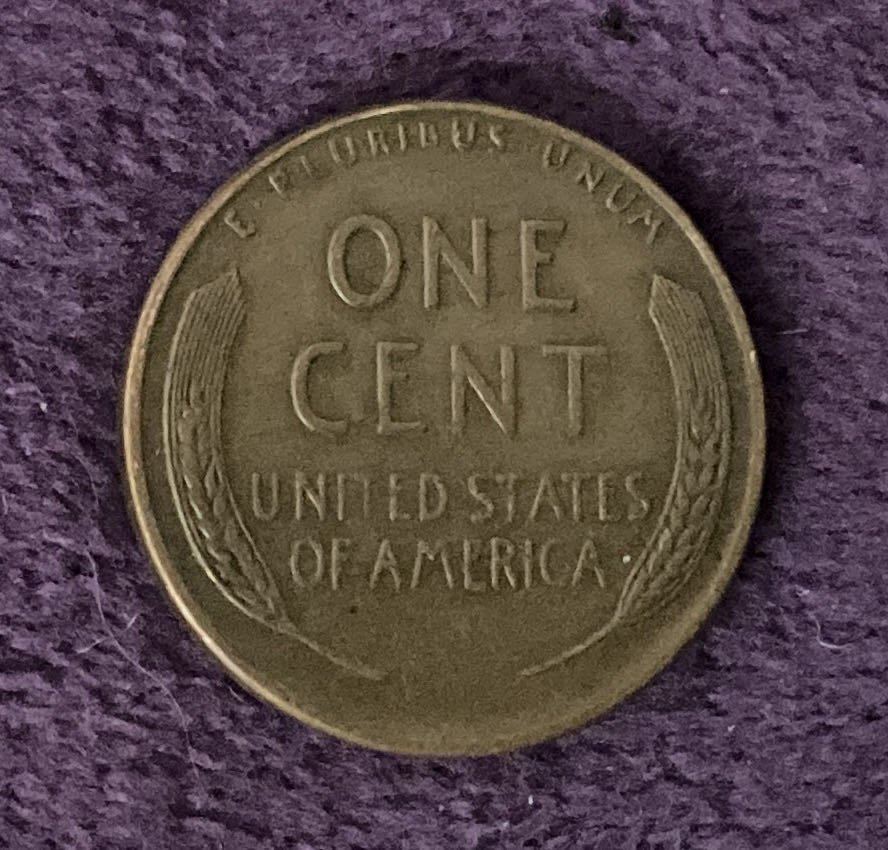 E · PLURIBUS · UNUM
ONE
CENT
UNITED STATES
OF AMERICA